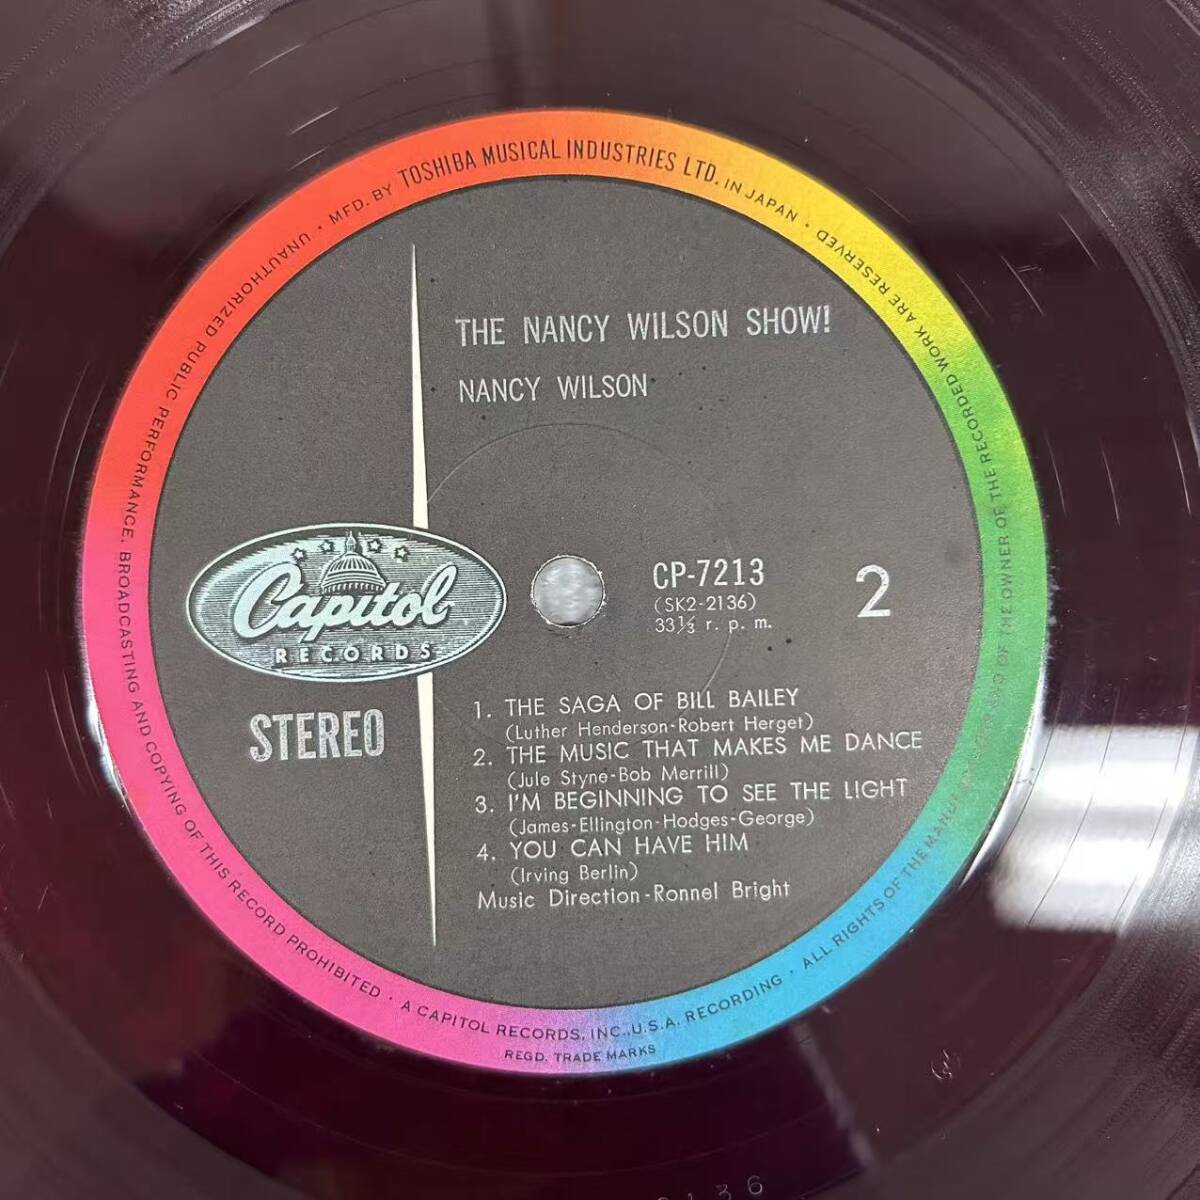 MFD. BY TOSHIBA MUSICAL INDUSTRIES LTD. IN JAPAN · UNAUTHORIZED PUBLIC PERFORMANCE, BROADCASTING AND COPYING OF THIS RECORD PROHIBITED · A CAPITOL RECORDS, INC., U.S.A. RECORDING · ALL RIGHTS OF THE OWNER OF THE RECORDED WORK ARE RESERVED ·
REGD. TRADE MARKS
THE NANCY WILSON SHOW!
NANCY WILSON
Capitol
RECORDS
STEREO
CP-7213
(SK2-2136)
33⅓ r. p. m.
2
1. THE SAGA OF BILL BAILEY
(Luther Henderson-Robert Herget)
2. THE MUSIC THAT MAKES ME DANCE
(Jule Styne-Bob Merrill)
3. I'M BEGINNING TO SEE THE LIGHT
(James-Ellington-Hodges-George)
4. YOU CAN HAVE HIM
(Irving Berlin)
Music Direction-Ronnel Bright